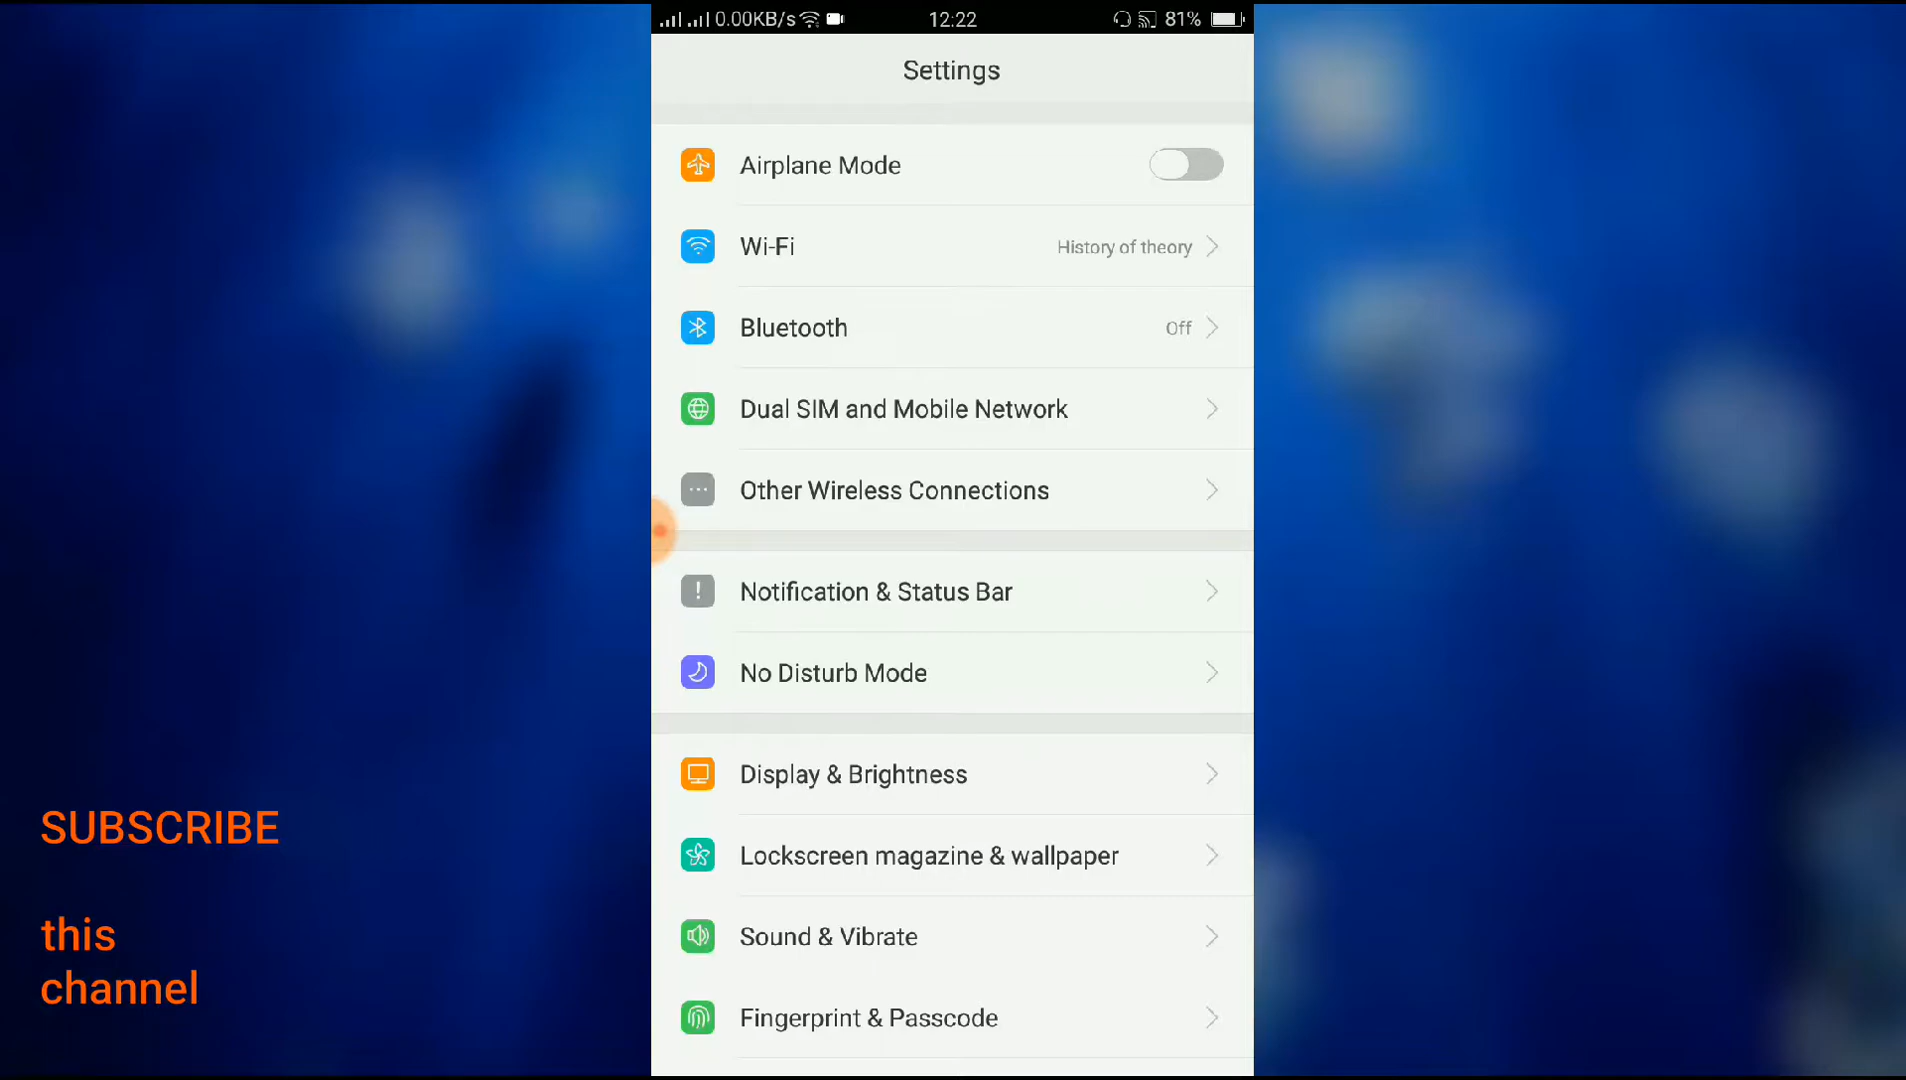 0.00KB/s 12:22 81%
Settings
Airplane Mode
Wi-Fi History of theory
Bluetooth Off
Dual SIM and Mobile Network
Other Wireless Connections
Notification & Status Bar
No Disturb Mode
Display & Brightness
Lockscreen magazine & wallpaper
Sound & Vibrate
Fingerprint & Passcode
SUBSCRIBE
this
channel